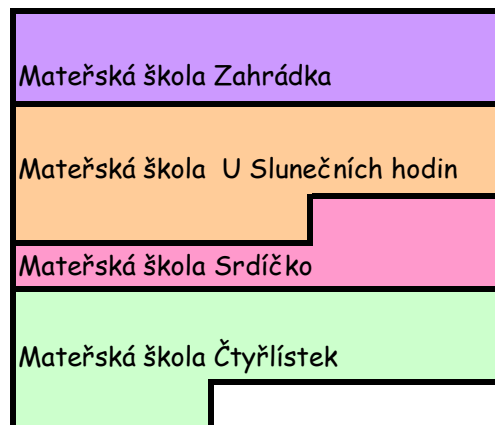 Mateřská škola Zahrádka
Mateřská škola  U Slunečních hodin
Mateřská škola Srdíčko
Mateřská škola Čtyřlístek